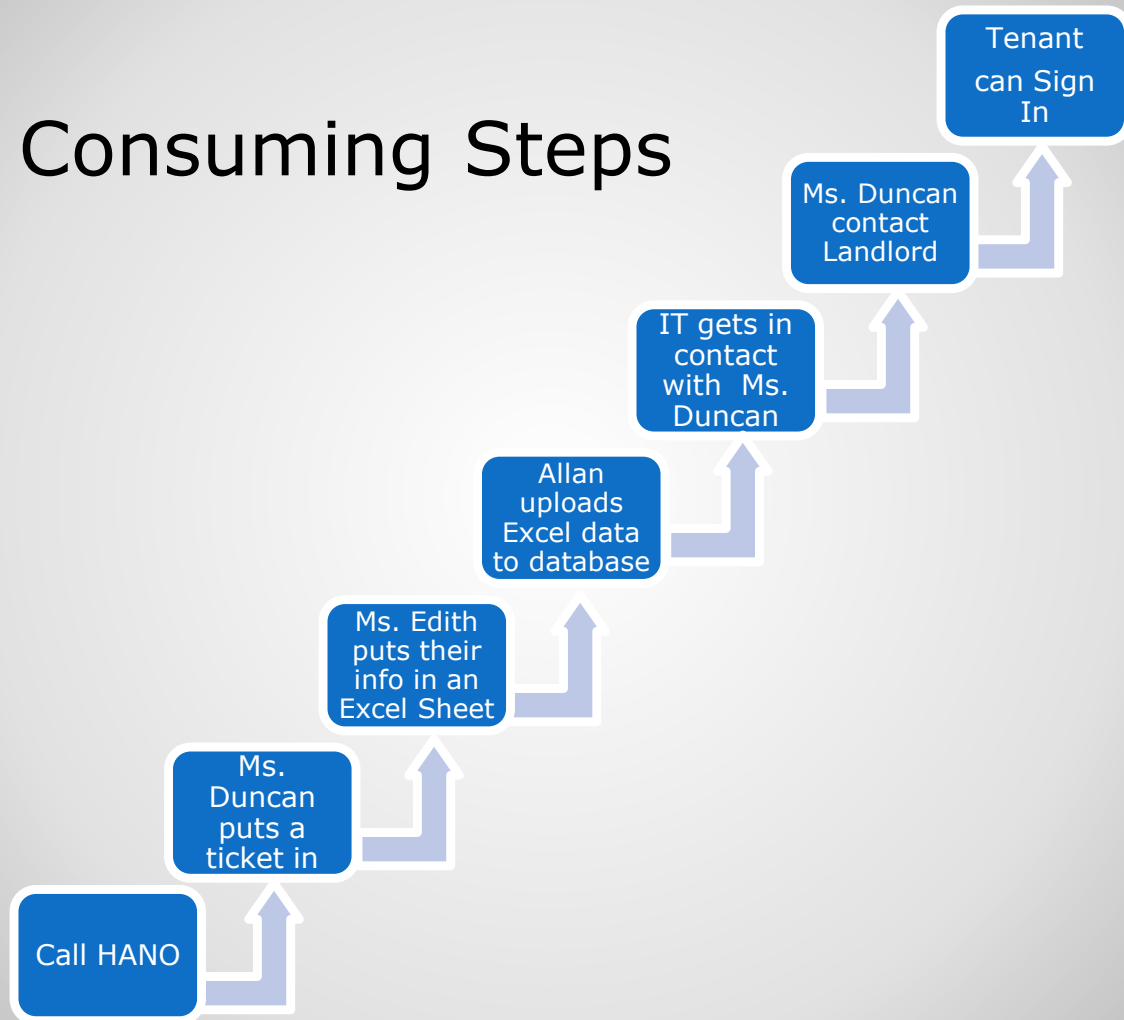 Consuming Steps
Call HANO
Ms.
Duncan
puts a
ticket in
Ms. Edith
puts their
info in an
Excel Sheet
Allan
uploads
Excel data
to database
IT gets in
contact
with  Ms.
Duncan
Ms. Duncan
contact
Landlord
Tenant
can Sign
In